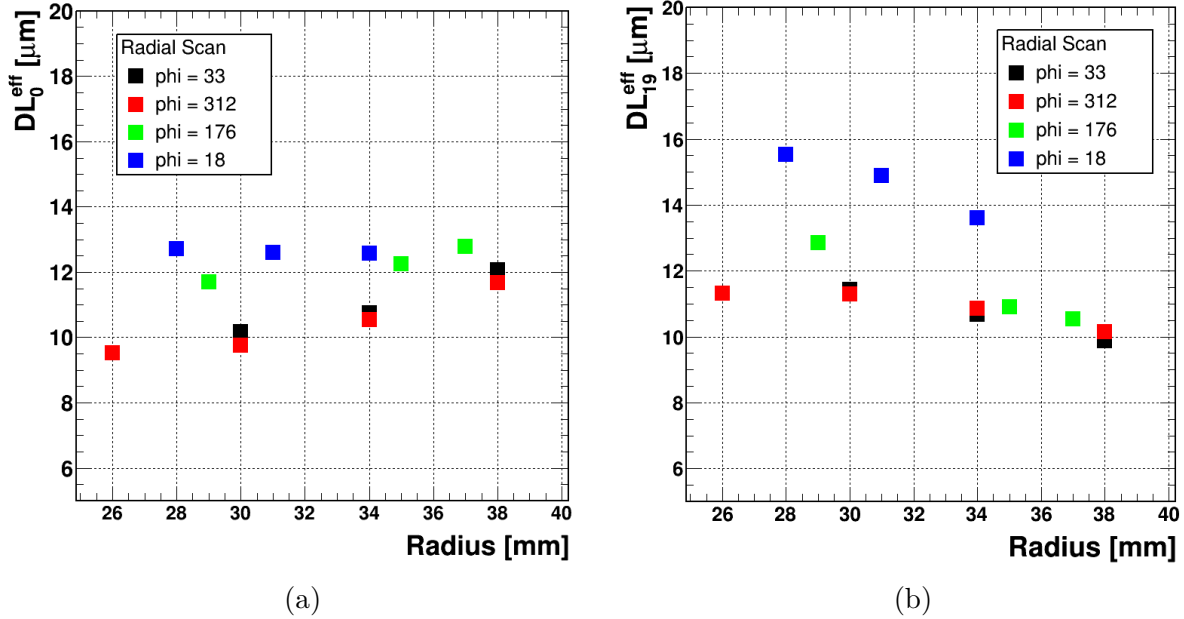 DL₀ᵉᶠᶠ [μm]
20
18
16
14
12
10
8
6
Radial Scan
phi = 33
phi = 312
phi = 176
phi = 18
26 28 30 32 34 36 38 40
Radius [mm]
(a)
DL₁₉ᵉᶠᶠ [μm]
20
18
16
14
12
10
8
6
Radial Scan
phi = 33
phi = 312
phi = 176
phi = 18
26 28 30 32 34 36 38 40
Radius [mm]
(b)